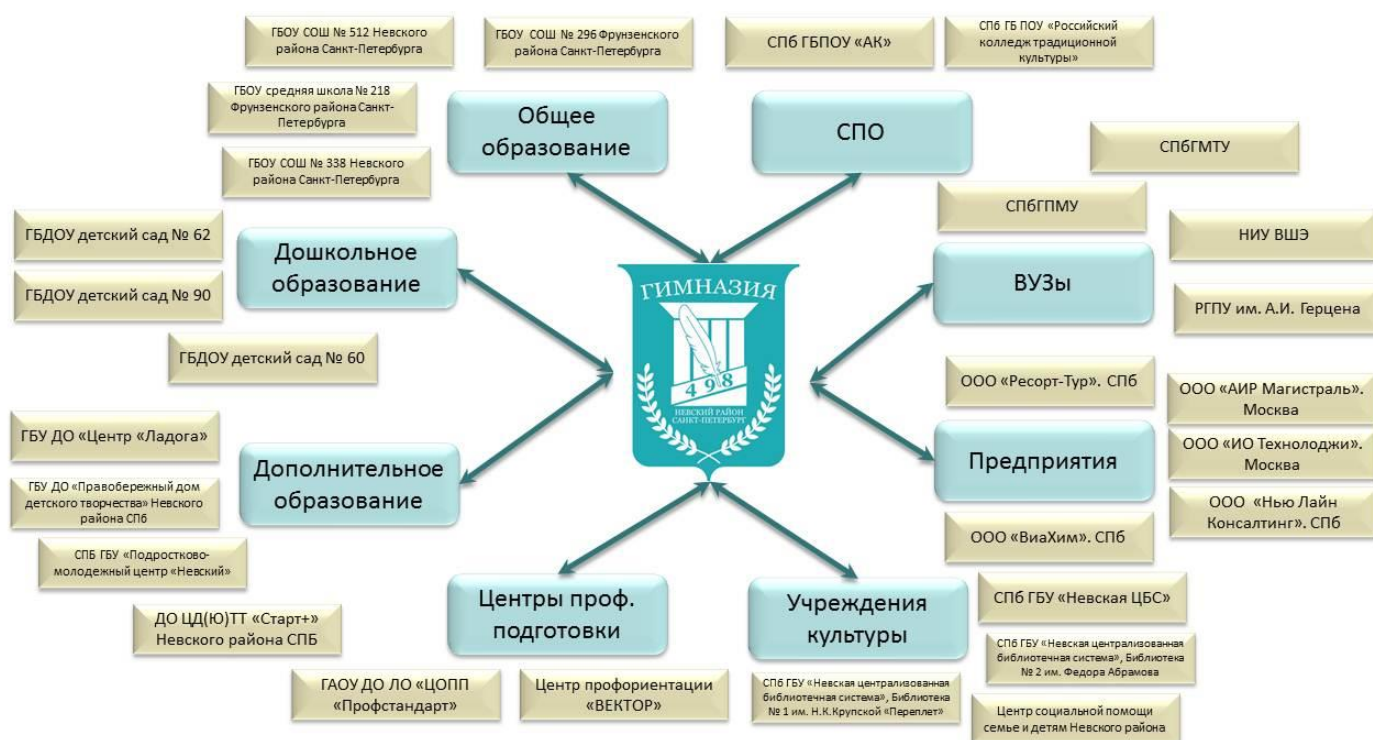 ГБОУ СОШ № 512 Невского
района Санкт-Петербурга
ГБОУ СОШ № 296 Фрунзенского
района Санкт-Петербурга
СПб ГБПОУ «АК»
СПб ГБ ПОУ «Российский
колледж традиционной
культуры»
ГБОУ средняя школа № 218
Фрунзенского района Санкт-
Петербурга
Общее
образование
СПО
ГБОУ СОШ № 338 Невского
района Санкт-Петербурга
СПбГМТУ
СПбГПМУ
ГБДОУ детский сад № 62
ГБДОУ детский сад № 90
ГБДОУ детский сад № 60
Дошкольное
образование
ГИМНАЗИЯ
498
НЕВСКИЙ РАЙОН
САНКТ-ПЕТЕРБУРГ
ВУЗы
НИУ ВШЭ
РГПУ им. А.И. Герцена
ООО «Ресорт-Тур». СПб
ООО «АИР Магистраль».
Москва
ГБУ ДО «Центр «Ладога»
Дополнительное
образование
Предприятия
ООО «ИО Технолоджи».
Москва
ГБУ ДО «Правобережный дом
детского творчества» Невского
района СПб
ООО «Нью Лайн
Консалтинг». СПб
ООО «ВиаХим». СПб
СПБ ГБУ «Подростково-
молодежный центр «Невский»
ДО ЦД(Ю)ТТ «Старт+»
Невского района СПБ
Центры проф.
подготовки
Учреждения
культуры
СПб ГБУ «Невская ЦБС»
СПб ГБУ «Невская централизованная
библиотечная система», Библиотека
№ 2 им. Федора Абрамова
ГАОУ ДО ЛО «ЦОПП
«Профстандарт»
Центр профориентации
«ВЕКТОР»
СПб ГБУ «Невская централизованная
библиотечная система», Библиотека
№ 1 им. Н.К.Крупской «Переплет»
Центр социальной помощи
семье и детям Невского района